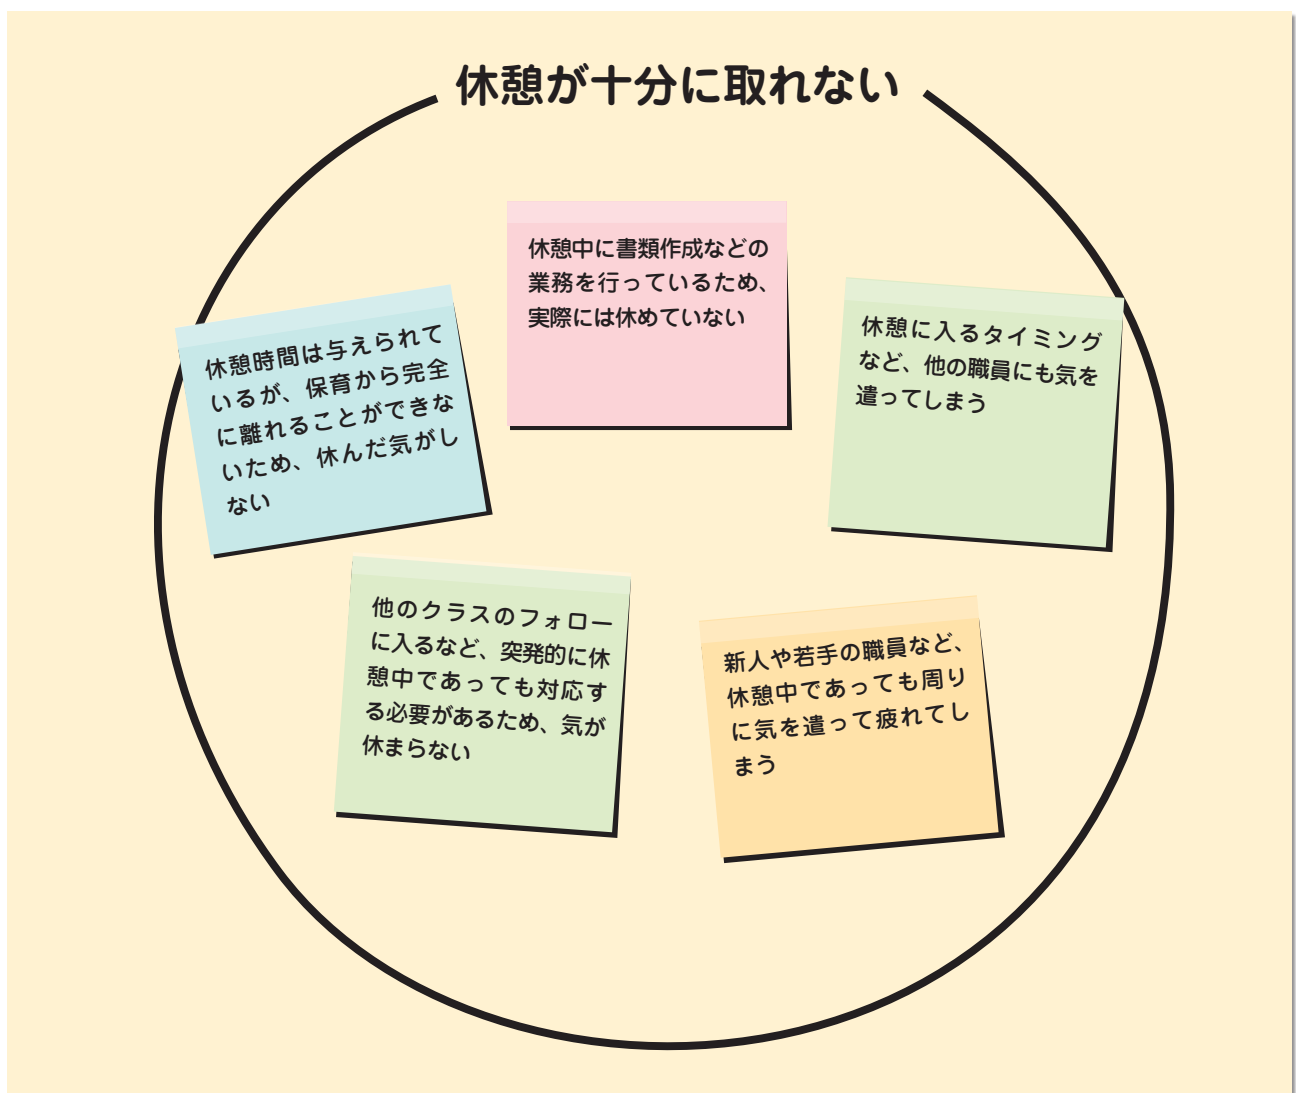 休憩が十分に取れない
休憩中に書類作成などの
業務を行っているため、
実際には休めていない
休憩時間は与えられて
いるが、保育から完全
に離れることができな
いため、休んだ気がし
ない
休憩に入るタイミング
など、他の職員にも気を
遣ってしまう
他のクラスのフォロー
に入るなど、突発的に休
憩中であっても対応す
る必要があるため、気が
休まらない
新人や若手の職員など、
休憩中であっても周り
に気を遣って疲れてし
まう